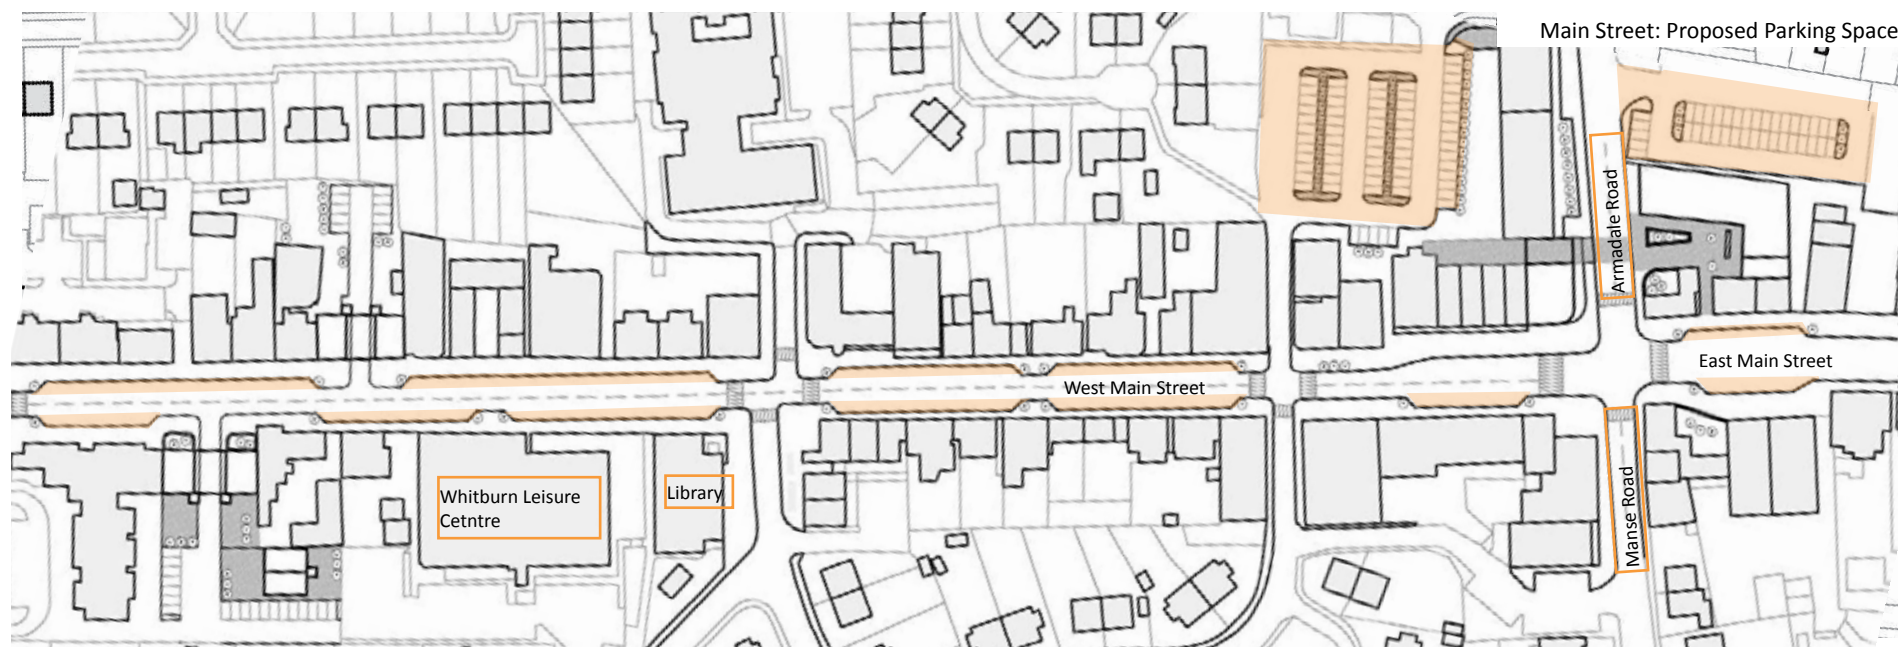 Main Street: Proposed Parking Space
Armadale Road
East Main Street
West Main Street
Whitburn Leisure
Cetntre
Library
Manse Road